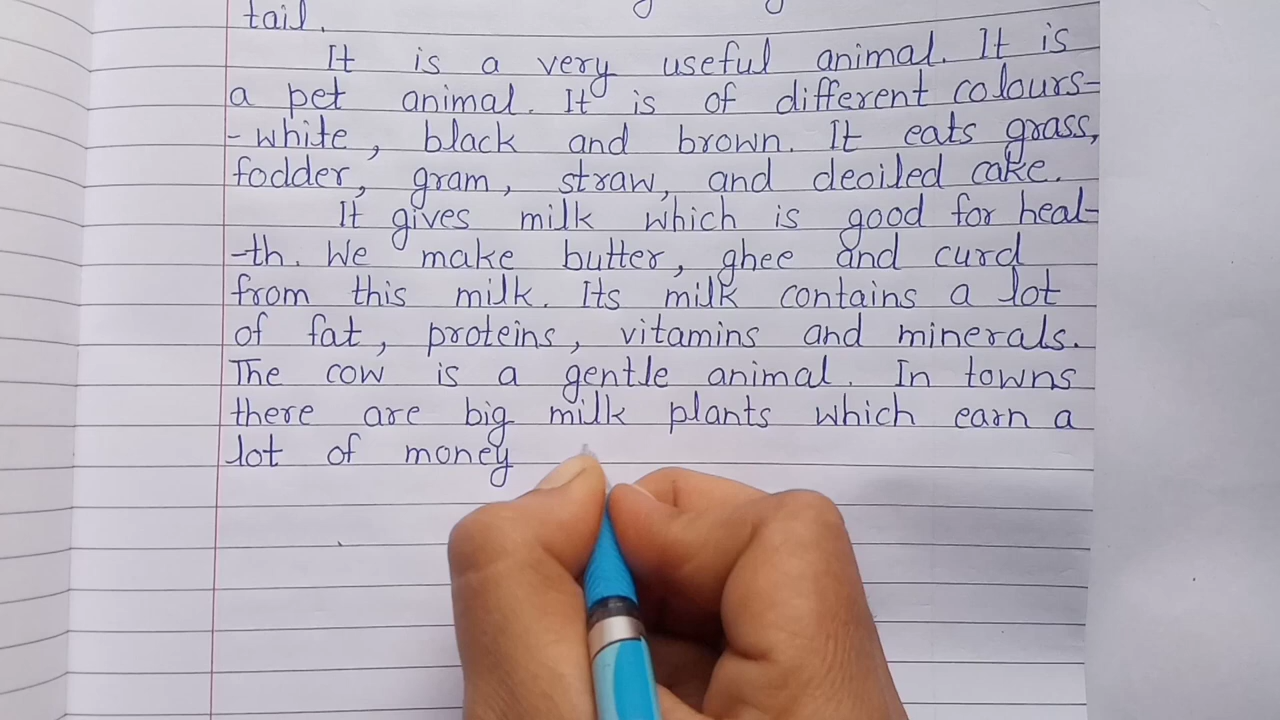 tail.
It is a very useful animal. It is
a pet animal. It is of different colours-
-white, black and brown. It eats grass,
fodder, gram, straw, and deoiled cake.
It gives milk which is good for heal-
-th. We make butter, ghee and curd
from this milk. Its milk contains a lot
of fat, proteins, vitamins and minerals.
The cow is a gentle animal. In towns
there are big milk plants which earn a
lot of money